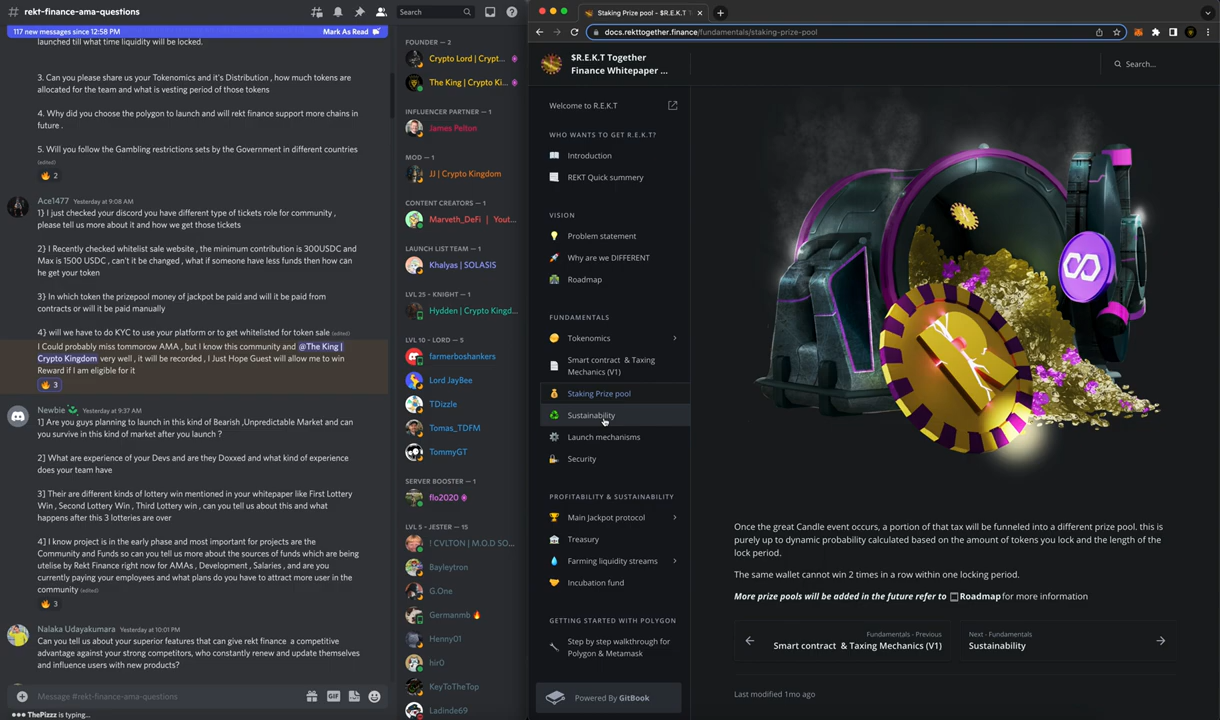 rekt-finance-ama-questions
Search
117 new messages since 12:58 PM
Mark As Read
launched till what time liquidity will be locked.
3. Can you please share us your Tokenomics and it's Distribution , how much tokens are
allocated for the team and what is vesting period of those tokens
4. Why did you choose the polygon to launch and will rekt finance support more chains in
future .
5. Will you follow the Gambling restrictions sets by the Government in different countries
(edited)
2
Ace1477 Yesterday at 9:08 AM
1} I just checked your discord you have different type of tickets role for community ,
please tell us more about it and how we get those tickets
2} I Recently checked whitelist sale website , the minimum contribution is 300USDC and
Max is 1500 USDC , can't it be changed , what if someone have less funds then how can
he get your token
3} In which token the prizepool money of jackpot be paid and will it be paid from
contracts or will it be paid manually
4} will we have to do KYC to use your platform or to get whitelisted for token sale (edited)
I Could probably miss tommorow AMA , but I know this community and @The King |
Crypto Kingdom very well , it will be recorded , I Just Hope Guest will allow me to win
Reward if I am eligible for it
3
Newbie Yesterday at 9:37 AM
1] Are you guys planning to launch in this kind of Bearish ,Unpredictable Market and can
you survive in this kind of market after you launch ?
2] What are experience of your Devs and are they Doxxed and what kind of experience
does your team have
3] Their are different kinds of lottery win mentioned in your whitepaper like First Lottery
Win , Second Lottery Win , Third Lottery win , can you tell us about this and what
happens after this 3 lotteries are over
4] I know project is in the early phase and most important for projects are the
Community and Funds so can you tell us more about the sources of funds which are being
utelise by Rekt Finance right now for AMAs , Development , Salaries , and are you
currently paying your employees and what plans do you have to attract more user in the
community (edited)
3
Nalaka Udayakumara Yesterday at 10:01 PM
Can you tell us about your superior features that can give rekt finance a competitive
advantage against your strong competitors, who constantly renew and update themselves
and influence users with new products?
Message #rekt-finance-ama-questions
GIF
ThePizzz is typing...
FOUNDER — 2
Crypto Lord | Crypt...
The King | Crypto Ki...
INFLUENCER PARTNER — 1
James Pelton
MOD — 1
JJ | Crypto Kingdom
CONTENT CREATORS — 1
Marveth_DeFi | Yout...
LAUNCH LIST TEAM — 1
Khalyas | SOLASIS
LVL 25 - KNIGHT — 1
Hydden | Crypto Kingd...
LVL 10 - LORD — 5
farmerboshankers
Lord JayBee
TDizzle
Tomas_TDFM
TommyGT
SERVER BOOSTER — 1
flo2020
LVL 5 - JESTER — 15
! CVLTON | M.O.D SO...
Bayleytron
G.One
Germanmb
Henny01
hir0
KeyToTheTop
Ladinde69
Staking Prize pool - $R.E.K.T T
docs.rekttogether.finance/fundamentals/staking-prize-pool
$R.E.K.T Together
Finance Whitepaper ...
Search...
Welcome to R.E.K.T
WHO WANTS TO GET R.E.K.T?
Introduction
REKT Quick summery
VISION
Problem statement
Why are we DIFFERENT
Roadmap
FUNDAMENTALS
Tokenomics
Smart contract & Taxing
Mechanics (V1)
Staking Prize pool
Sustainability
Launch mechanisms
Security
PROFITABILITY & SUSTAINABILITY
Main Jackpot protocol
Treasury
Farming liquidity streams
Incubation fund
GETTING STARTED WITH POLYGON
Step by step walkthrough for
Polygon & Metamask
Powered By GitBook
Once the great Candle event occurs, a portion of that tax will be funneled into a different prize pool. this is
purely up to dynamic probability calculated based on the amount of tokens you lock and the length of the
lock period.
The same wallet cannot win 2 times in a row within one locking period.
More prize pools will be added in the future refer to Roadmap for more information
Fundamentals - Previous
Smart contract & Taxing Mechanics (V1)
Next - Fundamentals
Sustainability
Last modified 1mo ago